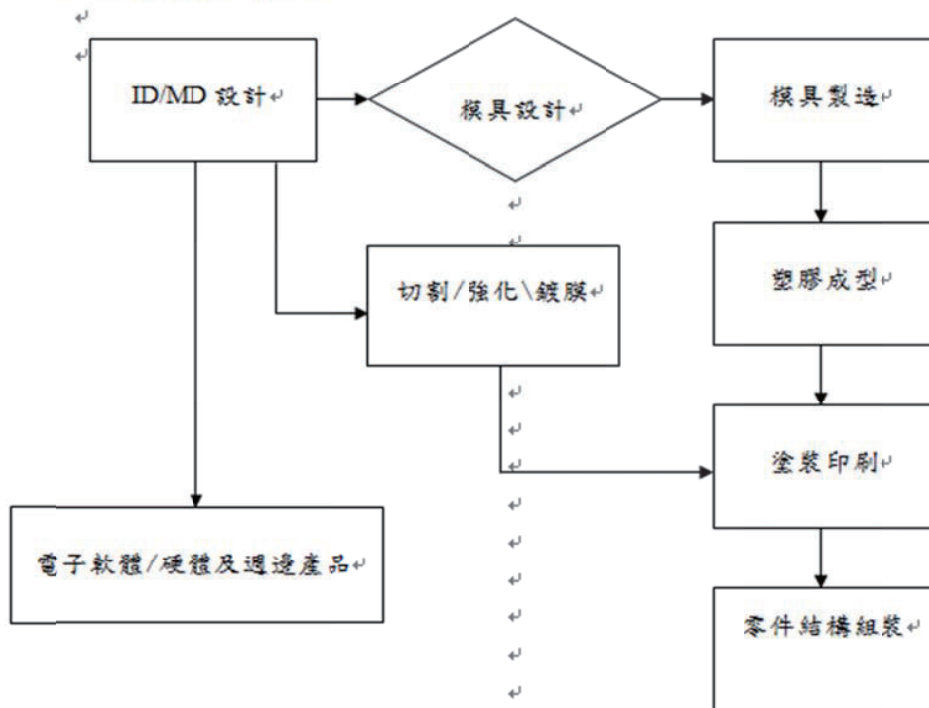 ID/MD 設計
模具設計
模具製造
切割/強化\鍍膜
塑膠成型
塗裝印刷
電子軟體/硬體及週邊產品
零件結構組裝